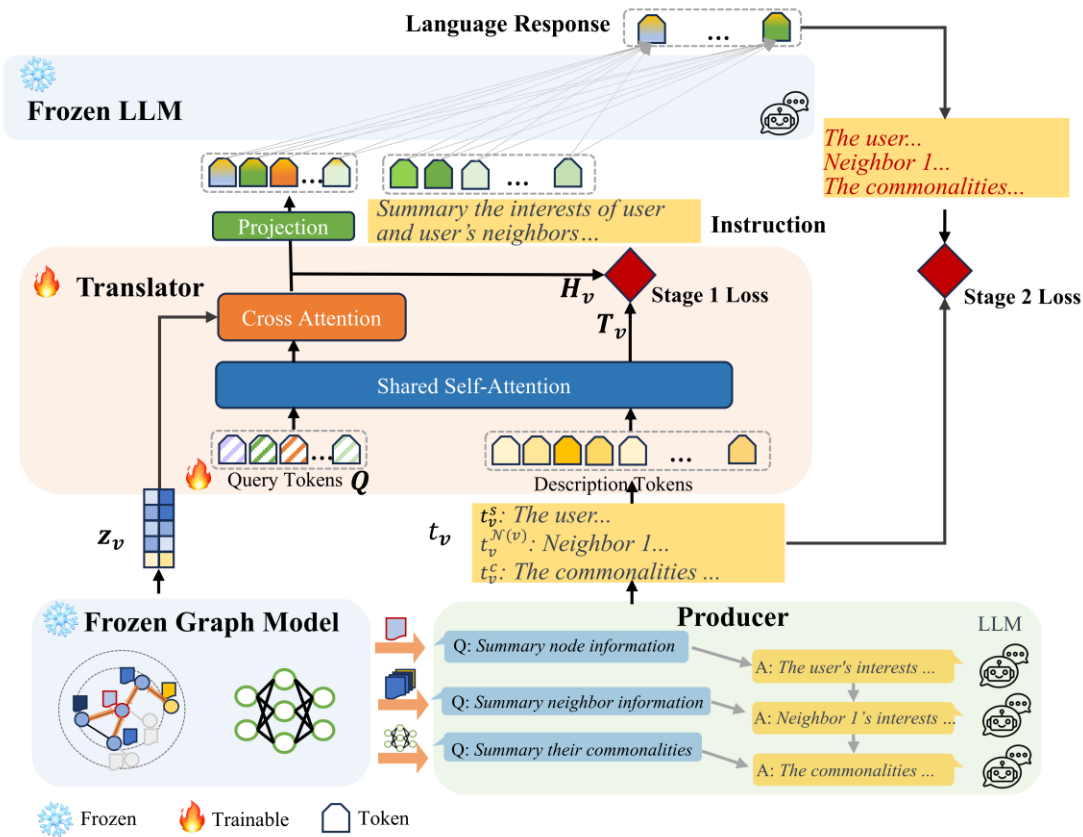 Language Response
...
Frozen LLM
...
...
Projection
Summary the interests of user
and user's neighbors...
Instruction
The user...
Neighbor 1...
The commonalities...
Translator
H_v
Stage 1 Loss
Stage 2 Loss
Cross Attention
T_v
Shared Self-Attention
...
...
Query Tokens Q
Description Tokens
z_v
t_v
t_v^s: The user...
t_v^{N(v)}: Neighbor 1...
t_v^c: The commonalities ...
Frozen Graph Model
Producer
LLM
Q: Summary node information
A: The user's interests ...
Q: Summary neighbor information
A: Neighbor 1's interests ...
Q: Summary their commonalities
A: The commonalities ...
Frozen
Trainable
Token